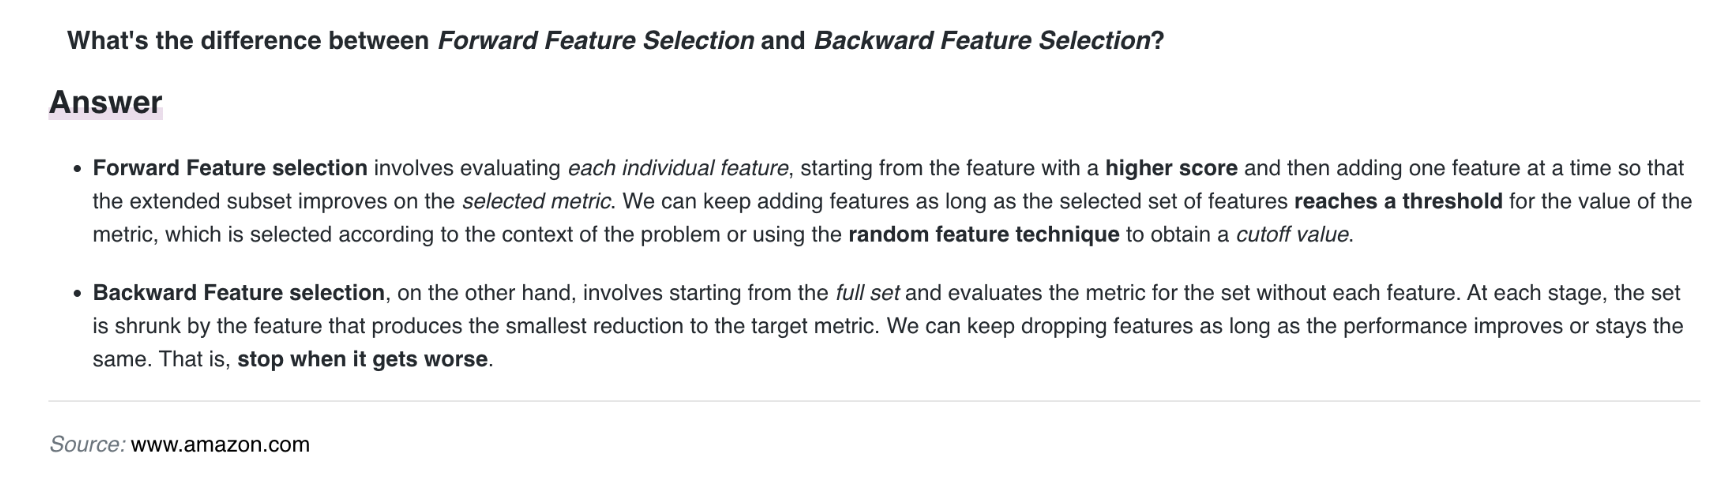 What's the difference between Forward Feature Selection and Backward Feature Selection?
Answer
• Forward Feature selection involves evaluating each individual feature, starting from the feature with a higher score and then adding one feature at a time so that
the extended subset improves on the selected metric. We can keep adding features as long as the selected set of features reaches a threshold for the value of the
metric, which is selected according to the context of the problem or using the random feature technique to obtain a cutoff value.
• Backward Feature selection, on the other hand, involves starting from the full set and evaluates the metric for the set without each feature. At each stage, the set
is shrunk by the feature that produces the smallest reduction to the target metric. We can keep dropping features as long as the performance improves or stays the
same. That is, stop when it gets worse.
Source: www.amazon.com